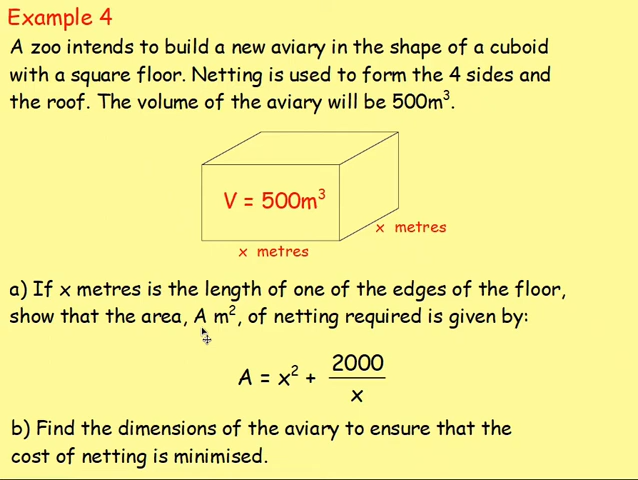 Example 4
A zoo intends to build a new aviary in the shape of a cuboid
with a square floor. Netting is used to form the 4 sides and
the roof. The volume of the aviary will be 500m³.
V = 500m³
x metres
x metres
a) If x metres is the length of one of the edges of the floor,
show that the area, A m², of netting required is given by:
A = x² + 2000/x
b) Find the dimensions of the aviary to ensure that the
cost of netting is minimised.